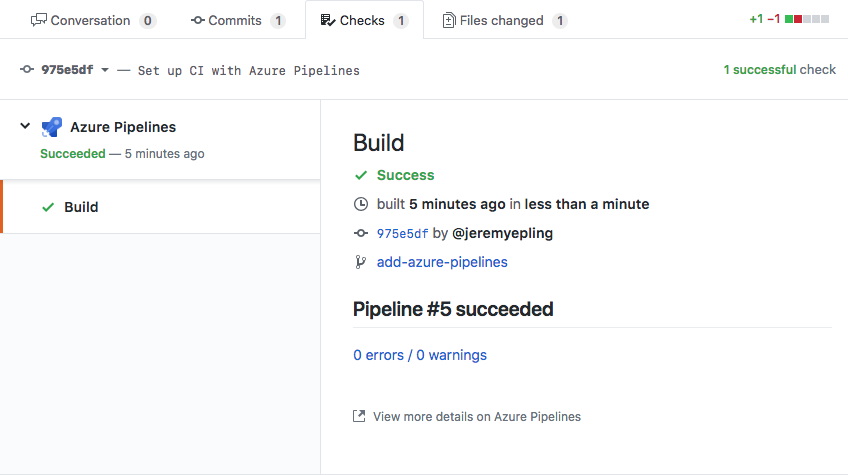 Conversation 0 Commits 1 Checks 1 Files changed 1 +1 −1
975e5df — Set up CI with Azure Pipelines 1 successful check
Azure Pipelines
Succeeded — 5 minutes ago
Build
Build
Success
built 5 minutes ago in less than a minute
975e5df by @jeremyepling
add-azure-pipelines
Pipeline #5 succeeded
0 errors / 0 warnings
View more details on Azure Pipelines